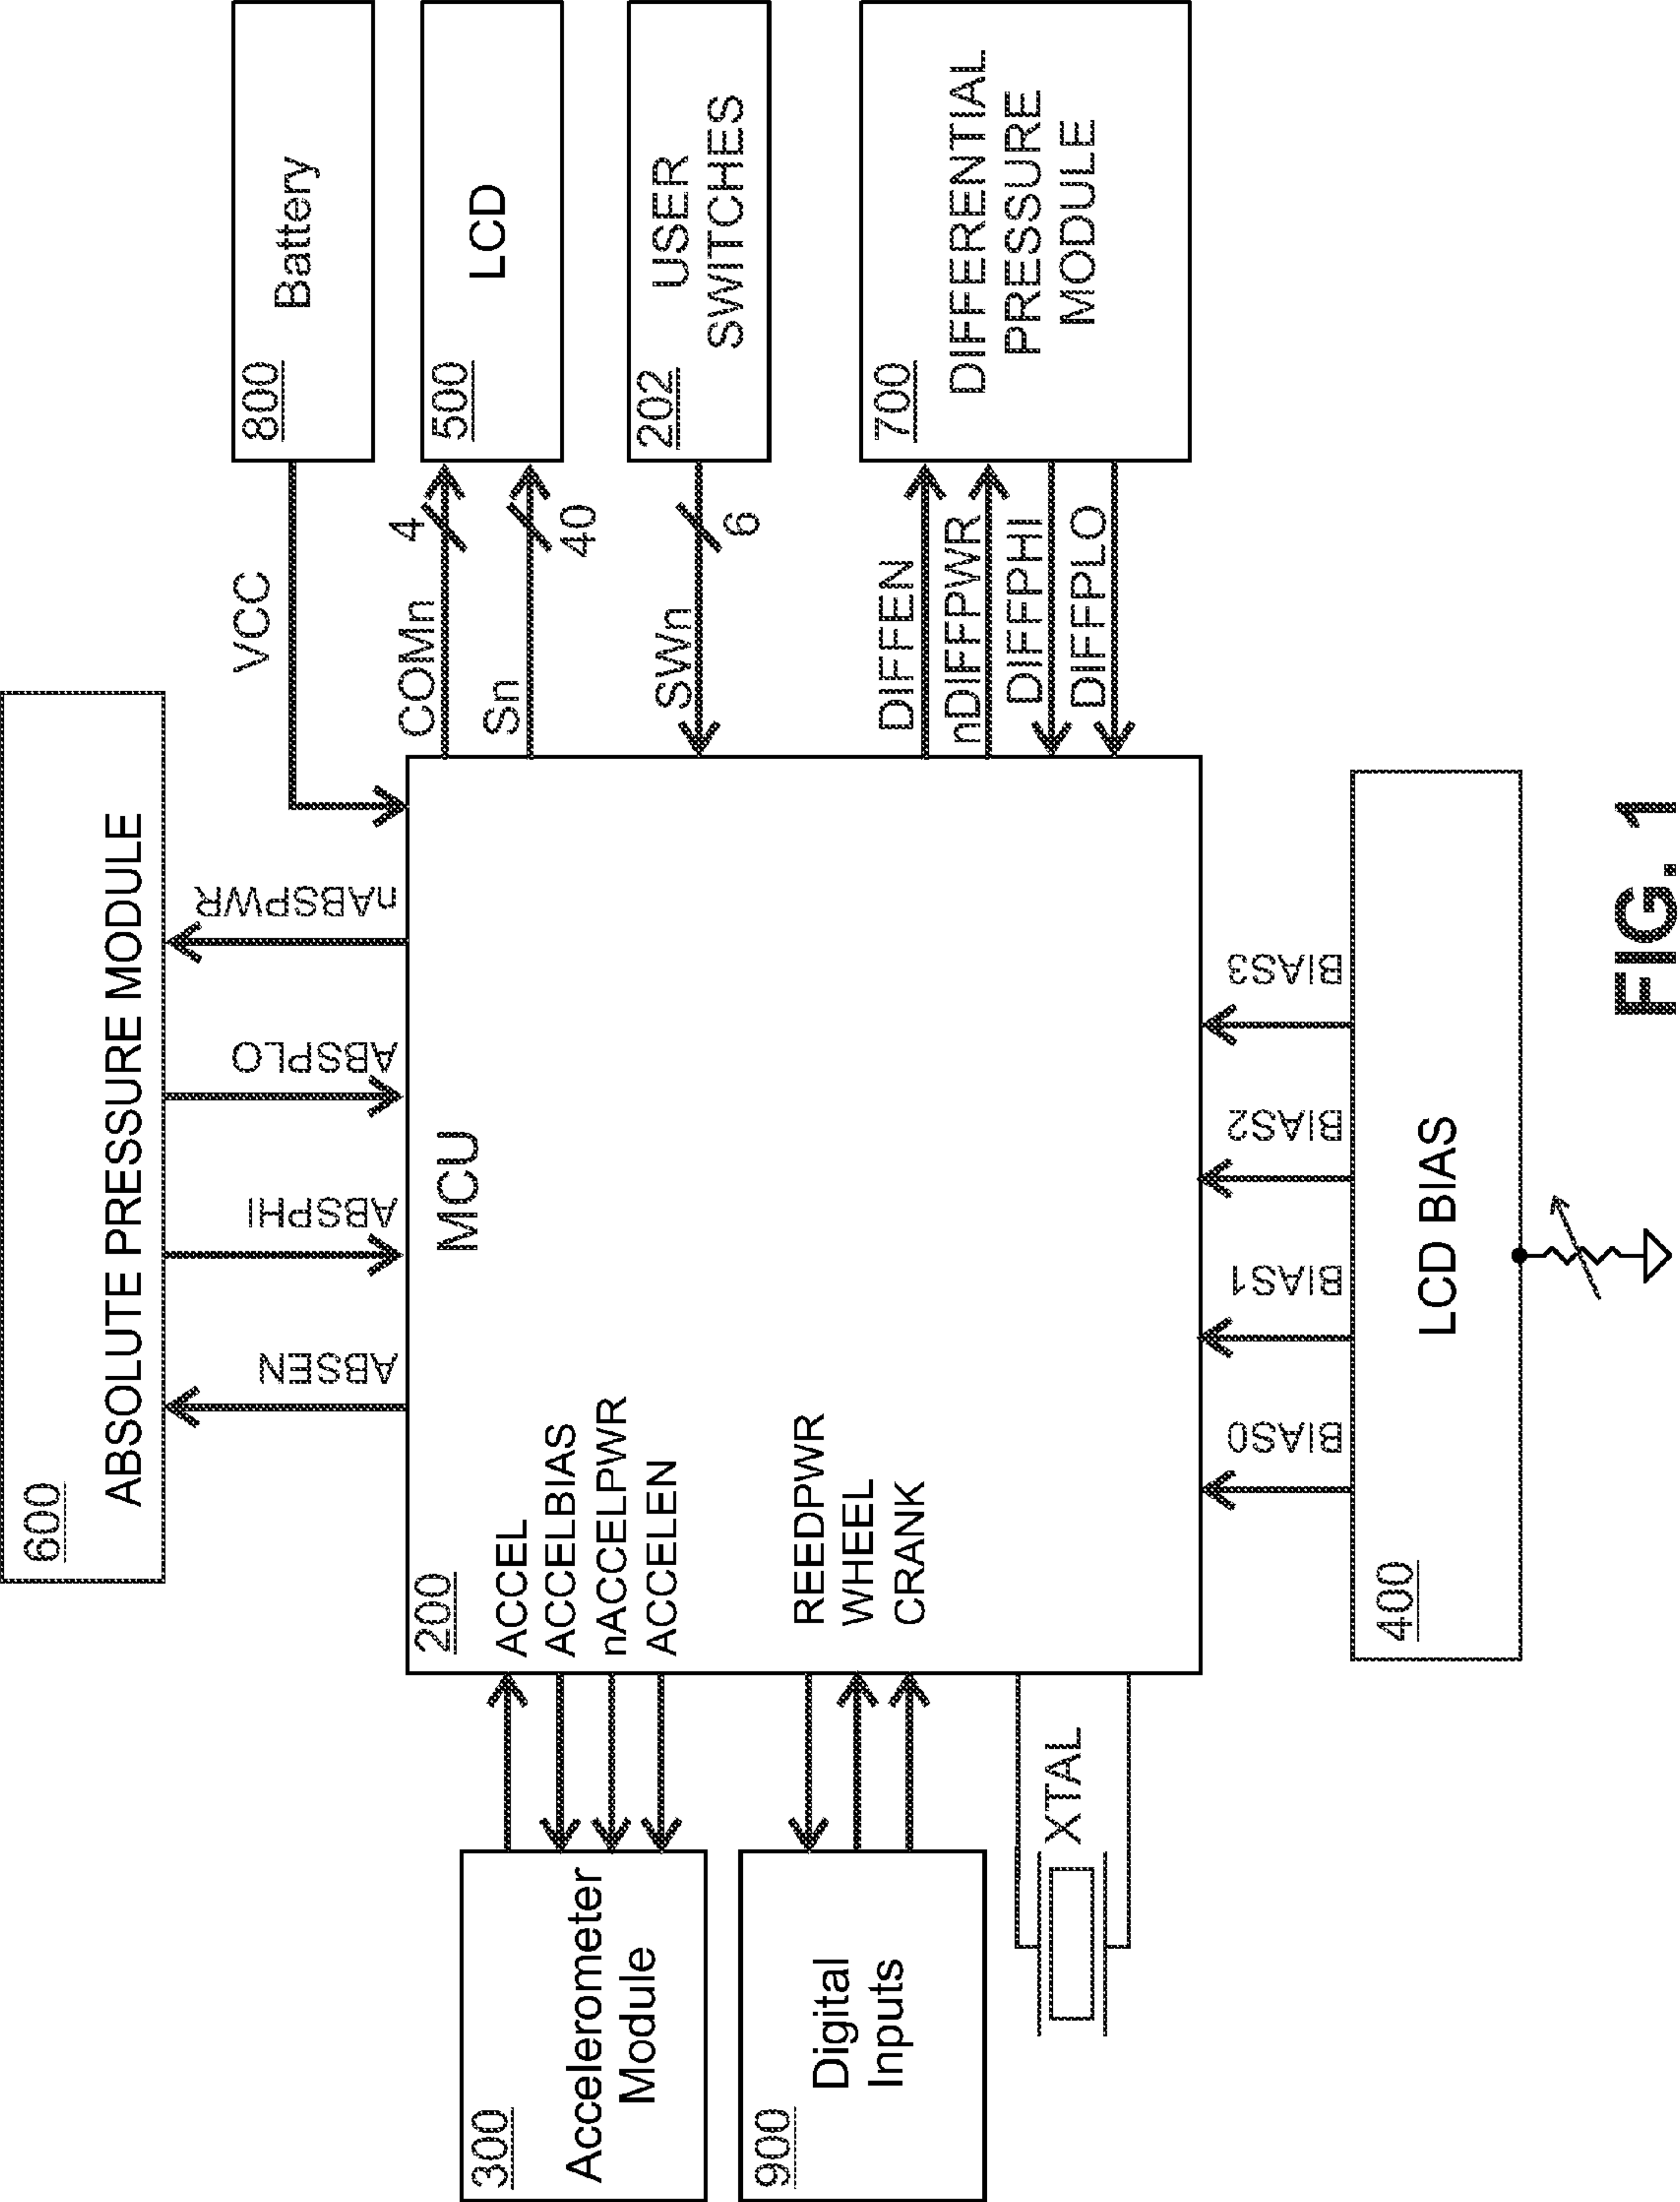 600
ABSOLUTE PRESSURE MODULE
ABSEN
ABSPHI
ABSPLO
nABSPWR
VCC
800
Battery
COMn
4
500
LCD
Sn
40
SWn
6
202
USER
SWITCHES
DIFFEN
nDIFFPWR
DIFFPHI
DIFFPLO
700
DIFFERENTIAL
PRESSURE
MODULE
200
MCU
ACCEL
ACCELBIAS
nACCELPWR
ACCELEN
REEDPWR
WHEEL
CRANK
300
Accelerometer
Module
900
Digital
Inputs
XTAL
BIAS0
BIAS1
BIAS2
BIAS3
400
LCD BIAS
FIG. 1